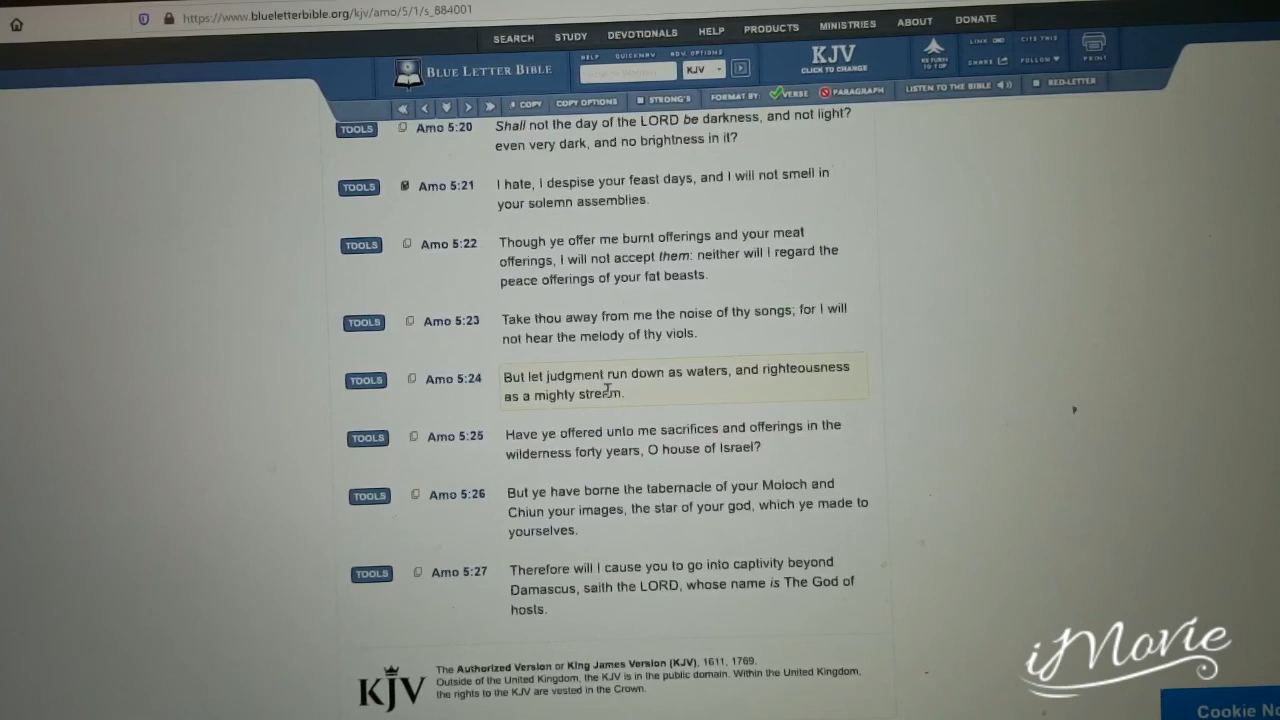 https://www.blueletterbible.org/kjv/amo/5/1/s_884001
SEARCH STUDY DEVOTIONALS HELP PRODUCTS MINISTRIES ABOUT DONATE
BLUE LETTER BIBLE
HELP QUICKNAV ADV. OPTIONS
KJV
KJV
CLICK TO CHANGE
RETURN
TO TOP
LINK
SHARE
CITE THIS
FOLLOW
PRINT
COPY COPY OPTIONS STRONG'S FORMAT BY: VERSE PARAGRAPH LISTEN TO THE BIBLE RED-LETTER
TOOLS Amo 5:20 Shall not the day of the LORD be darkness, and not light?
even very dark, and no brightness in it?
TOOLS Amo 5:21 I hate, I despise your feast days, and I will not smell in
your solemn assemblies.
TOOLS Amo 5:22 Though ye offer me burnt offerings and your meat
offerings, I will not accept them: neither will I regard the
peace offerings of your fat beasts.
TOOLS Amo 5:23 Take thou away from me the noise of thy songs; for I will
not hear the melody of thy viols.
TOOLS Amo 5:24 But let judgment run down as waters, and righteousness
as a mighty stream.
TOOLS Amo 5:25 Have ye offered unto me sacrifices and offerings in the
wilderness forty years, O house of Israel?
TOOLS Amo 5:26 But ye have borne the tabernacle of your Moloch and
Chiun your images, the star of your god, which ye made to
yourselves.
TOOLS Amo 5:27 Therefore will I cause you to go into captivity beyond
Damascus, saith the LORD, whose name is The God of
hosts.
KJV
The Authorized Version or King James Version (KJV), 1611, 1769.
Outside of the United Kingdom, the KJV is in the public domain. Within the United Kingdom,
the rights to the KJV are vested in the Crown.
iMovie
Cookie